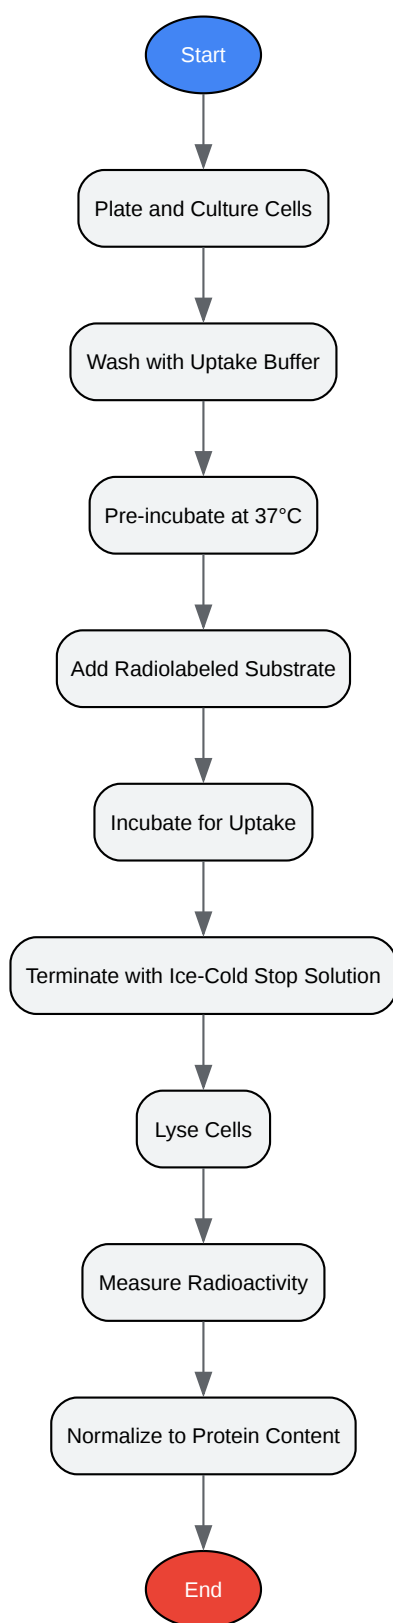 Start
Plate and Culture Cells
Wash with Uptake Buffer
Pre-incubate at 37°C
Add Radiolabeled Substrate
Incubate for Uptake
Terminate with Ice-Cold Stop Solution
Lyse Cells
Measure Radioactivity
Normalize to Protein Content
End